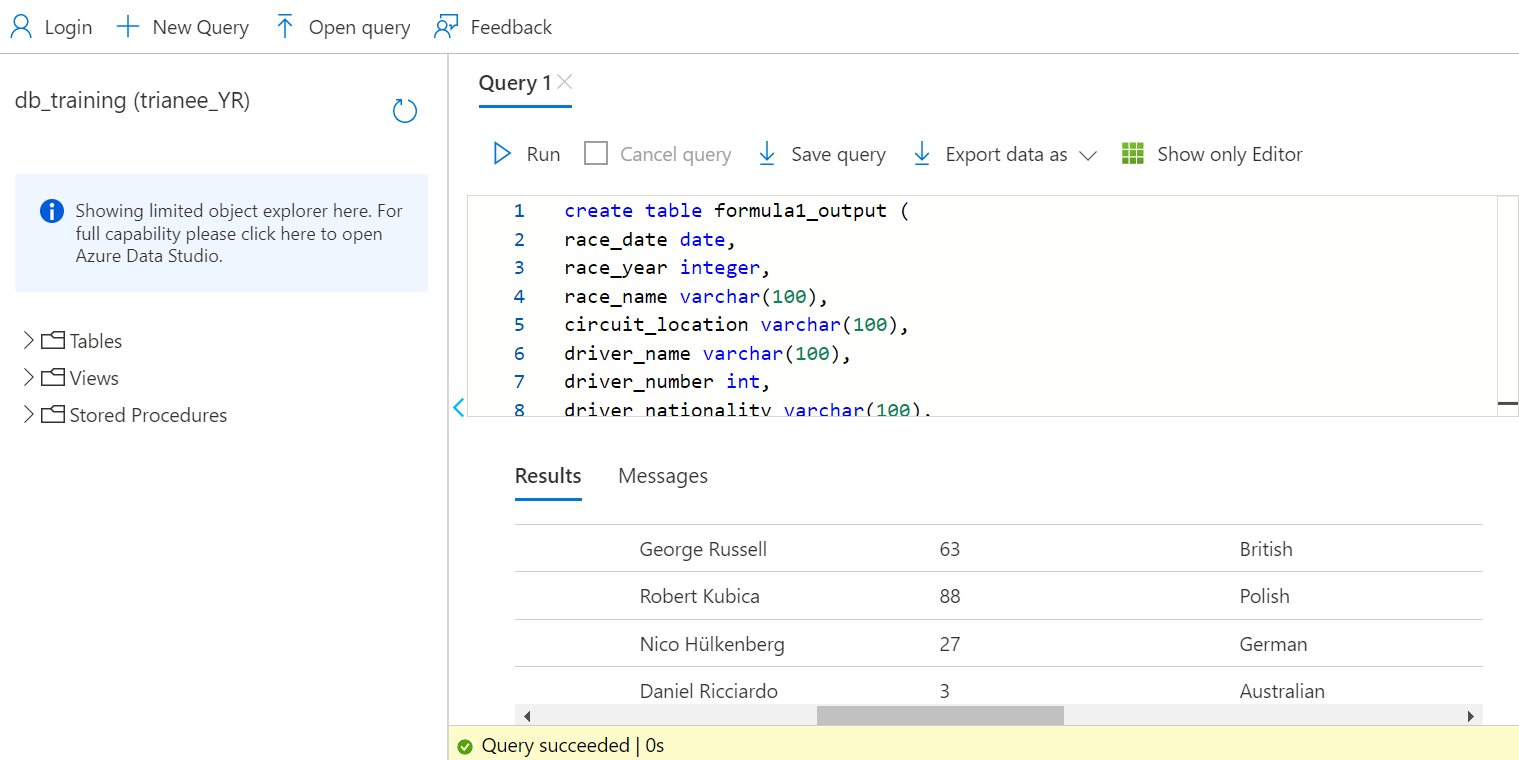 Login New Query Open query Feedback
db_training (trianee_YR)
Showing limited object explorer here. For
full capability please click here to open
Azure Data Studio.
Tables
Views
Stored Procedures
Query 1
Run Cancel query Save query Export data as Show only Editor
1 create table formula1_output (
2 race_date date,
3 race_year integer,
4 race_name varchar(100),
5 circuit_location varchar(100),
6 driver_name varchar(100),
7 driver_number int,
8 driver_nationality varchar(100),
Results Messages
George Russell 63 British
Robert Kubica 88 Polish
Nico Hülkenberg 27 German
Daniel Ricciardo 3 Australian
Query succeeded | 0s